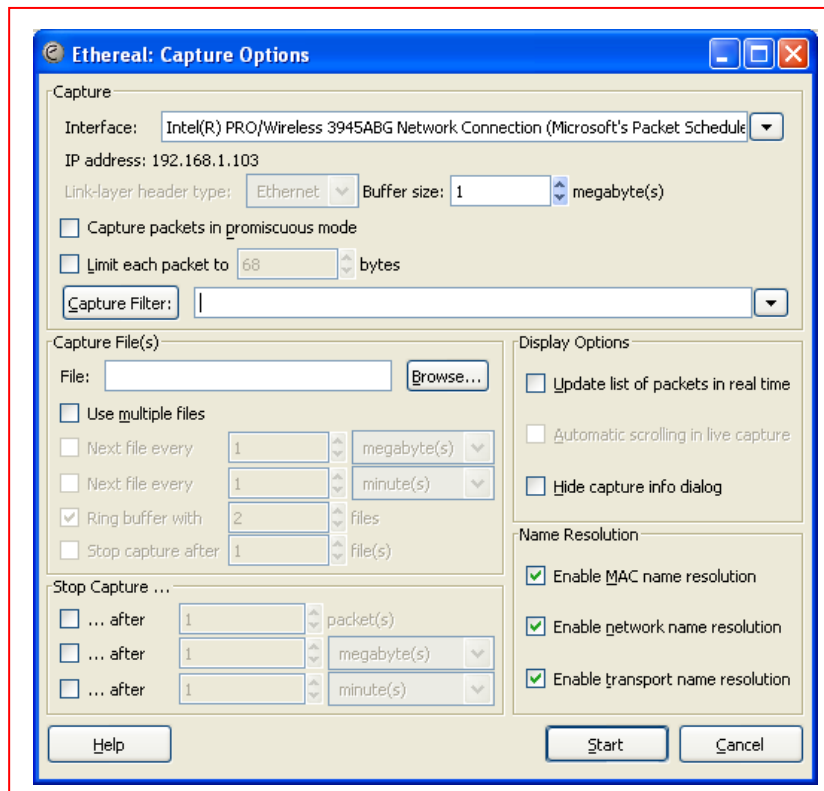 Ethereal: Capture Options
Capture
Interface: Intel(R) PRO/Wireless 3945ABG Network Connection (Microsoft's Packet Schedule
IP address: 192.168.1.103
Link-layer header type: Ethernet Buffer size: 1 megabyte(s)
Capture packets in promiscuous mode
Limit each packet to 68 bytes
Capture Filter:
Capture File(s)
File: Browse...
Use multiple files
Next file every 1 megabyte(s)
Next file every 1 minute(s)
Ring buffer with 2 files
Stop capture after 1 file(s)
Stop Capture ...
... after 1 packet(s)
... after 1 megabyte(s)
... after 1 minute(s)
Display Options
Update list of packets in real time
Automatic scrolling in live capture
Hide capture info dialog
Name Resolution
Enable MAC name resolution
Enable network name resolution
Enable transport name resolution
Help Start Cancel